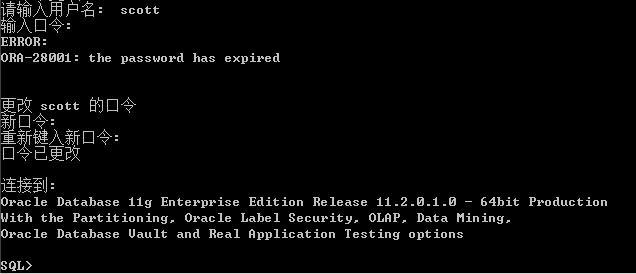 请输入用户名:  scott
输入口令:
ERROR:
ORA-28001: the password has expired
更改 scott 的口令
新口令:
重新键入新口令:
口令已更改
连接到:
Oracle Database 11g Enterprise Edition Release 11.2.0.1.0 - 64bit Production
With the Partitioning, Oracle Label Security, OLAP, Data Mining,
Oracle Database Vault and Real Application Testing options
SQL>